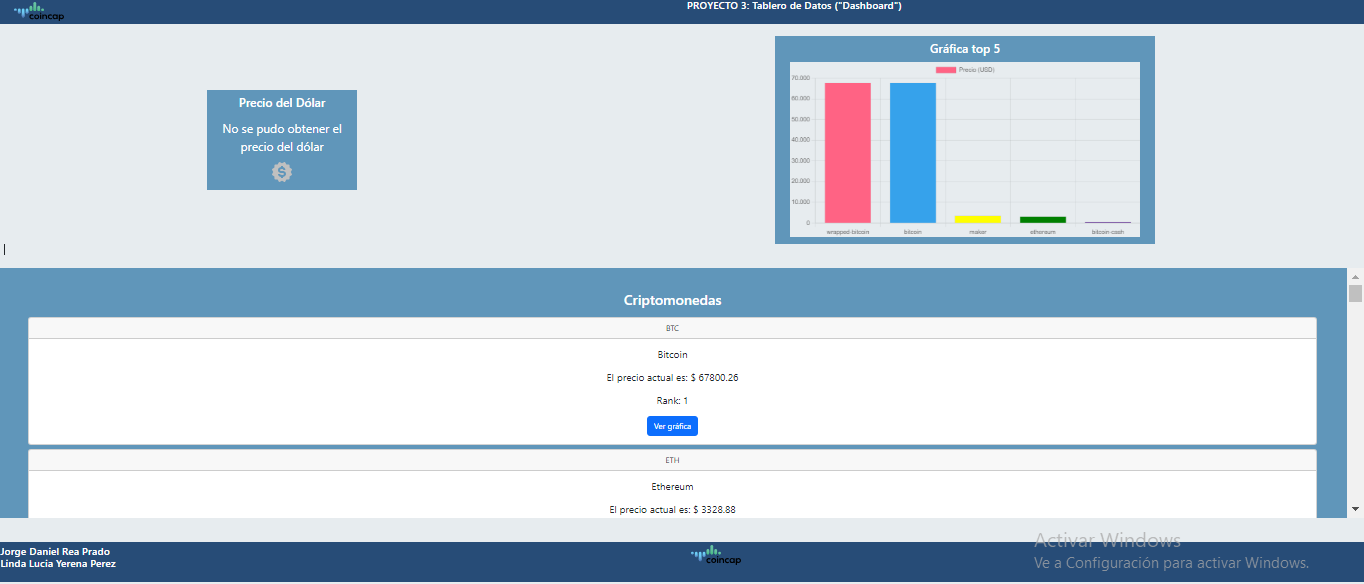 coincap
PROYECTO 3: Tablero de Datos ("Dashboard")
Precio del Dólar
No se pudo obtener el
precio del dólar
$
Gráfica top 5
Precio (USD)
70.000
60.000
50.000
40.000
30.000
20.000
10.000
0
wrapped-bitcoin bitcoin maker ethereum bitcoin-cash
Criptomonedas
BTC
Bitcoin
El precio actual es: $ 67800.26
Rank: 1
Ver gráfica
ETH
Ethereum
El precio actual es: $ 3328.88
Jorge Daniel Rea Prado
Linda Lucia Yerena Perez
coincap
Activar Windows
Ve a Configuración para activar Windows.